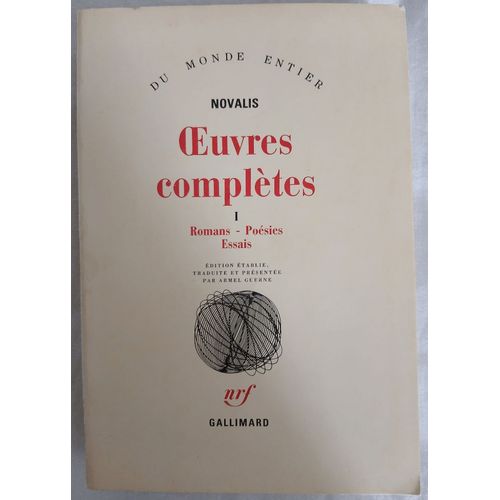 DU MONDE ENTIER
NOVALIS
Œuvres
complètes
I
Romans - Poésies
Essais
ÉDITION ÉTABLIE,
TRADUITE ET PRÉSENTÉE
PAR ARMEL GUERNE
nrf
GALLIMARD